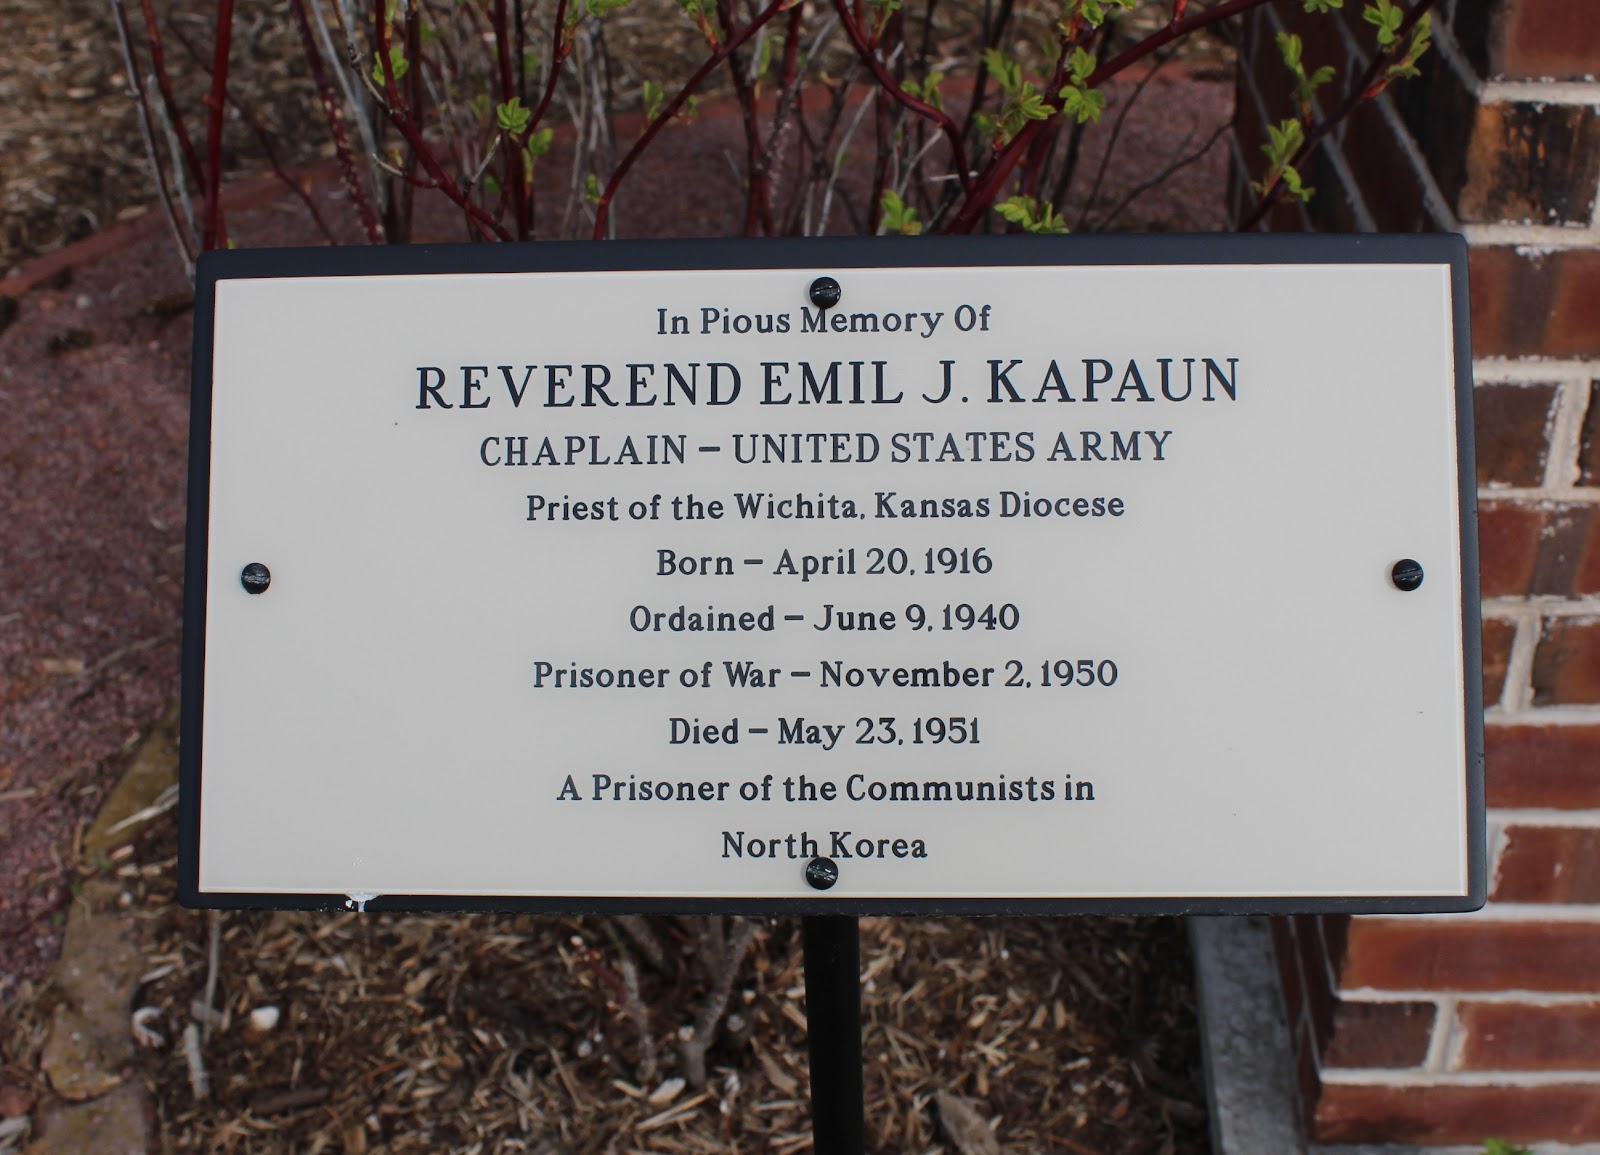 In Pious Memory Of
REVEREND EMIL J. KAPAUN
CHAPLAIN – UNITED STATES ARMY
Priest of the Wichita, Kansas Diocese
Born – April 20, 1916
Ordained – June 9, 1940
Prisoner of War – November 2, 1950
Died – May 23, 1951
A Prisoner of the Communists in
North Korea